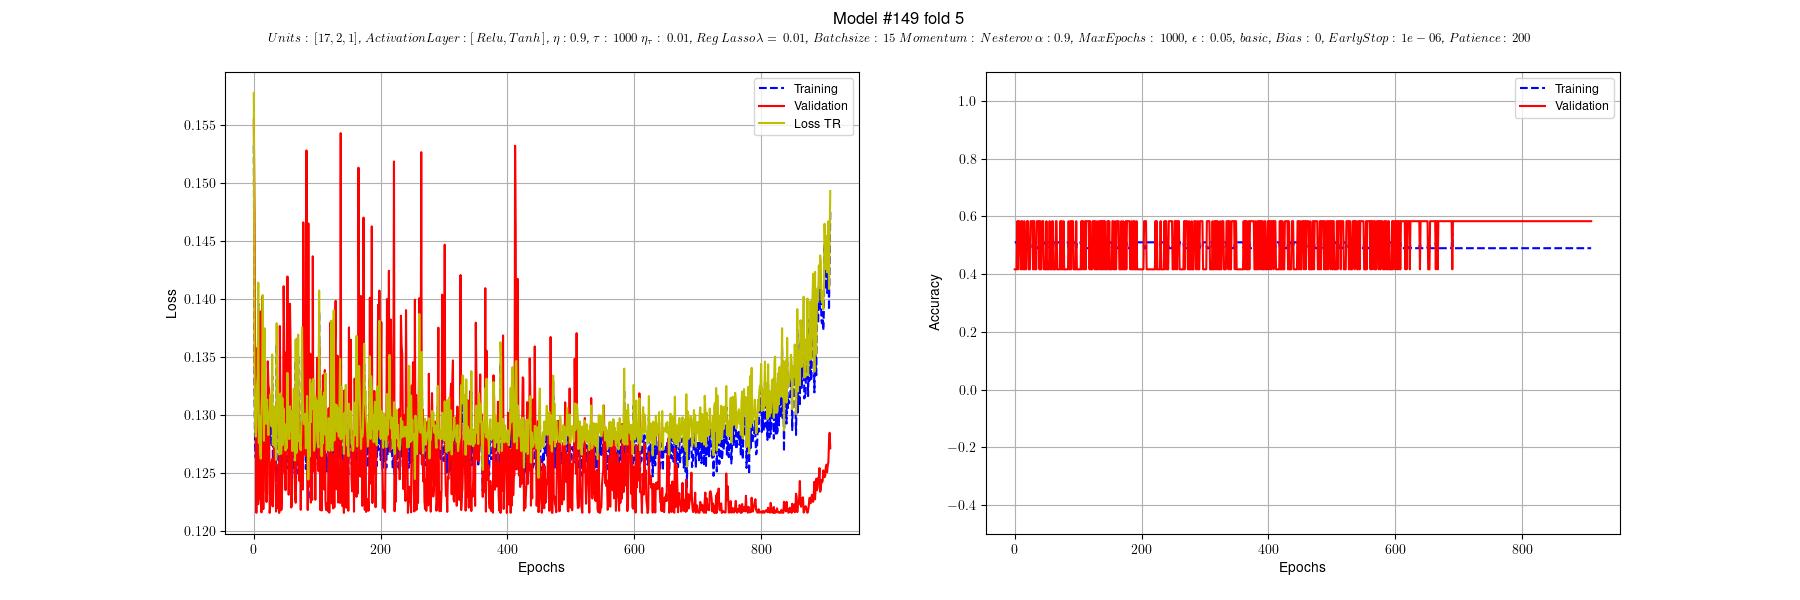 Model #149 fold 5
Units : [17, 2, 1], ActivationLayer : [ Relu, Tanh], η : 0.9, τ : 1000 ητ : 0.01, Reg Lassoλ = 0.01, Batchsize : 15 Momentum : Nesterov α : 0.9, MaxEpochs : 1000, ϵ : 0.05, basic, Bias : 0, EarlyStop : 1e − 06, Patience : 200
Training
Validation
Loss TR
0.155
0.150
0.145
0.140
0.135
0.130
0.125
0.120
Loss
0
200
400
600
800
Epochs
Training
Validation
1.0
0.8
0.6
0.4
0.2
0.0
−0.2
−0.4
Accuracy
0
200
400
600
800
Epochs